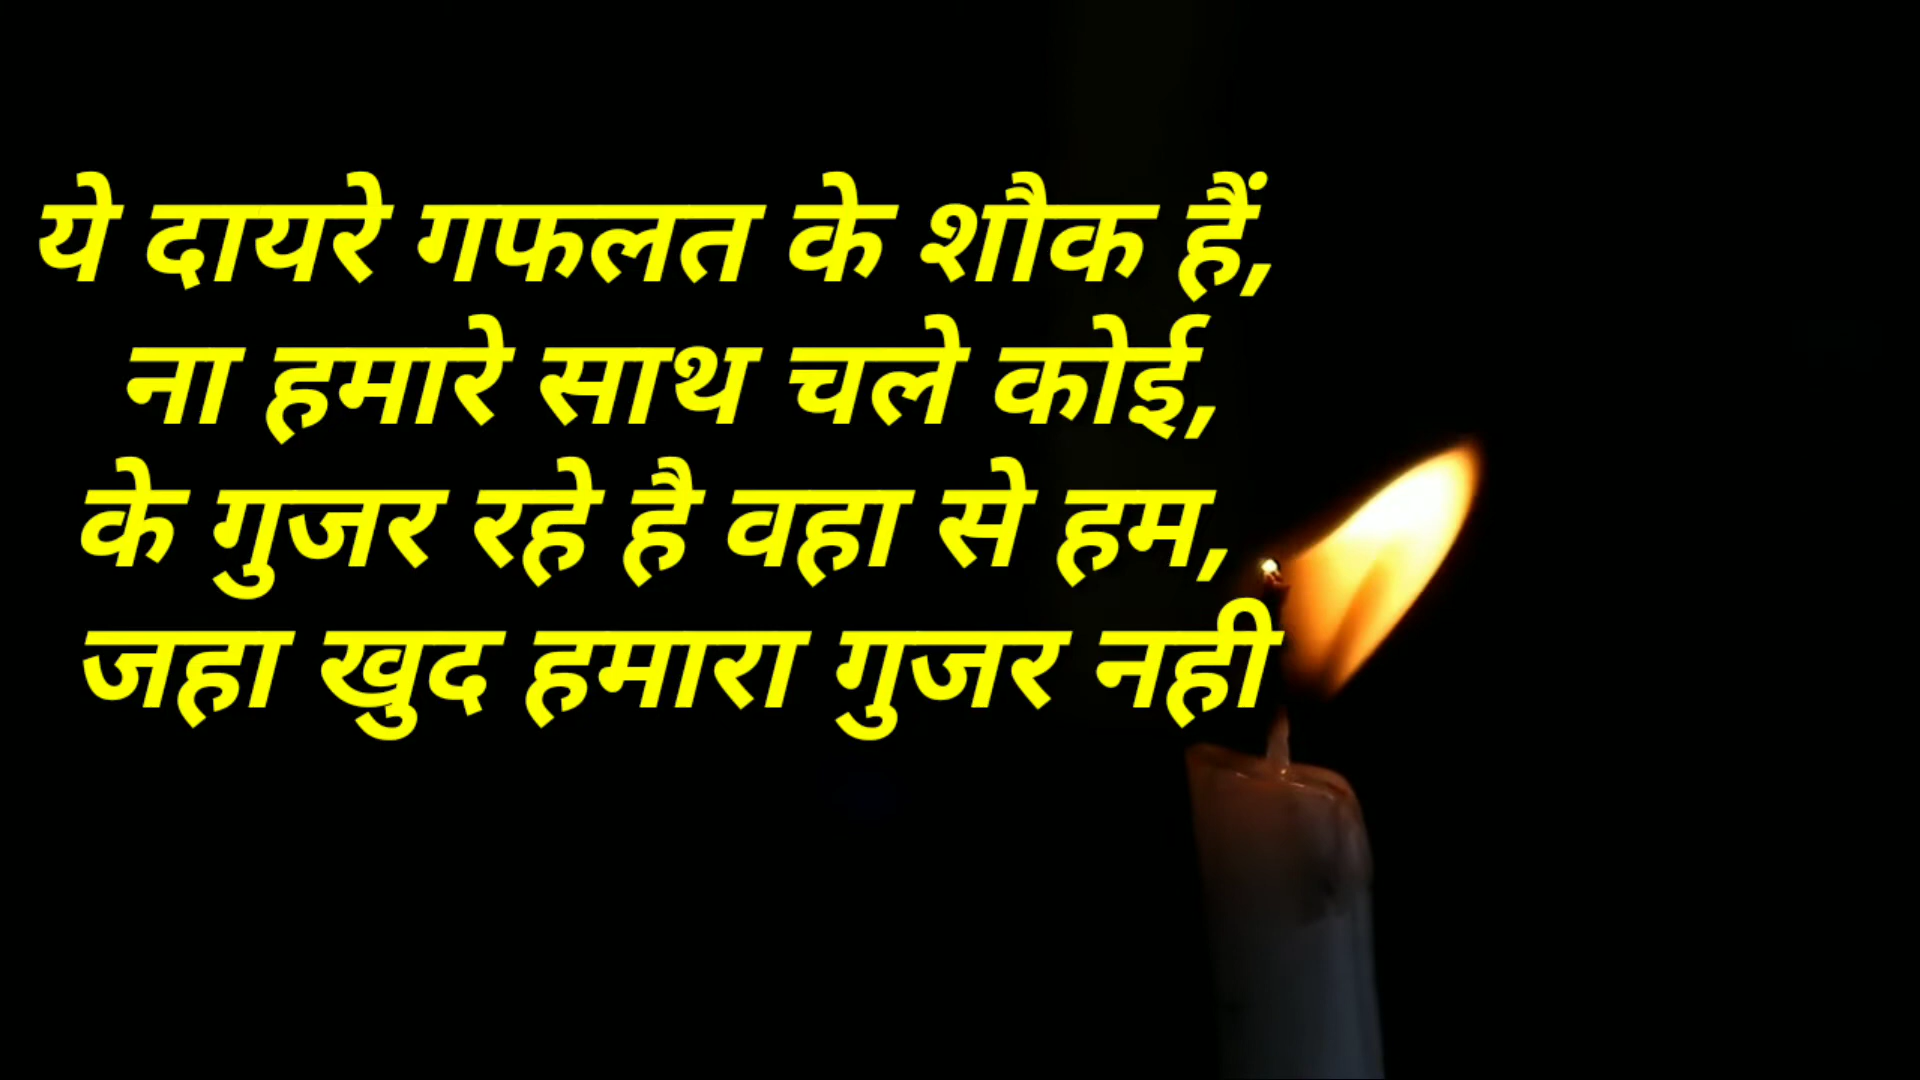 ये दायरे गफलत के शौक हैं,
ना हमारे साथ चले कोई,
के गुजर रहे है वहा से हम,
जहा खुद हमारा गुजर नही